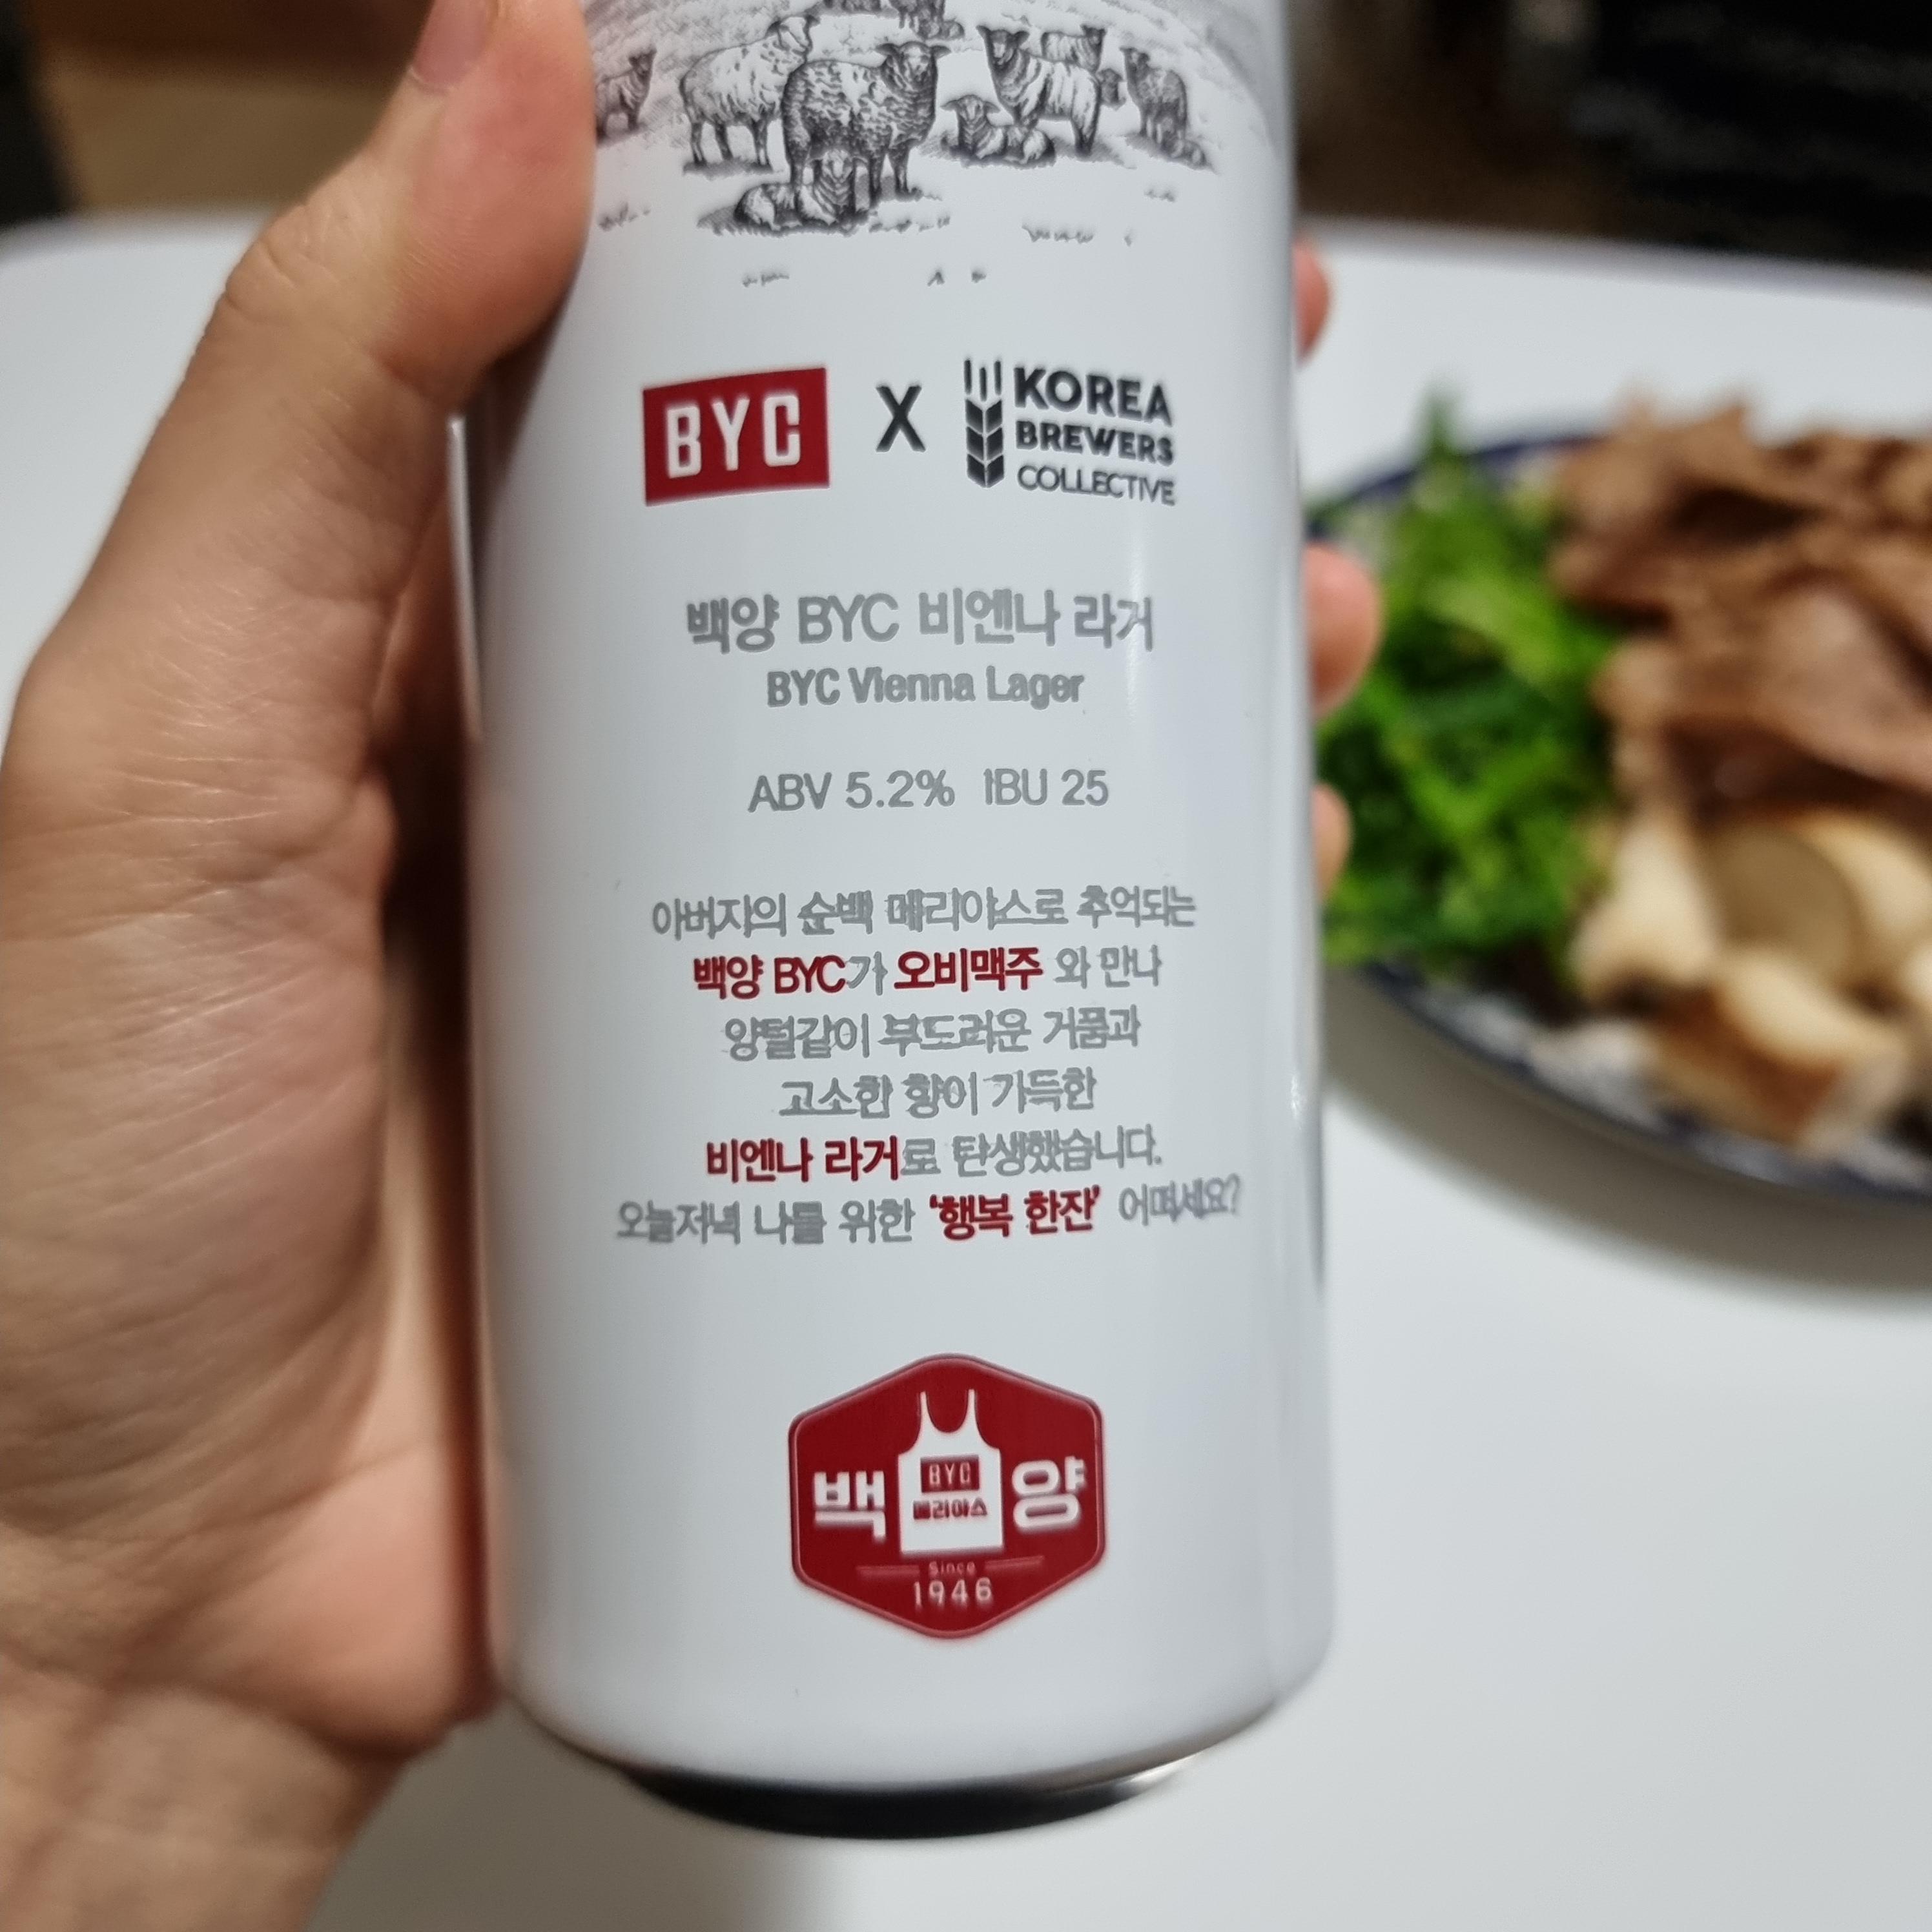 BYC X KOREA
BREWERS
COLLECTIVE
백양 BYC 비엔나 라거
BYC Vienna Lager
ABV 5.2% IBU 25
아버지의 순백 메리야스로 추억되는
백양 BYC가 오비맥주 와 만나
양털같이 부드러운 거품과
고소한 향이 가득한
비엔나 라거로 탄생했습니다.
오늘저녁 나를 위한 '행복 한잔' 어떠세요?
백 양
BYC
메리야스
Since
1946